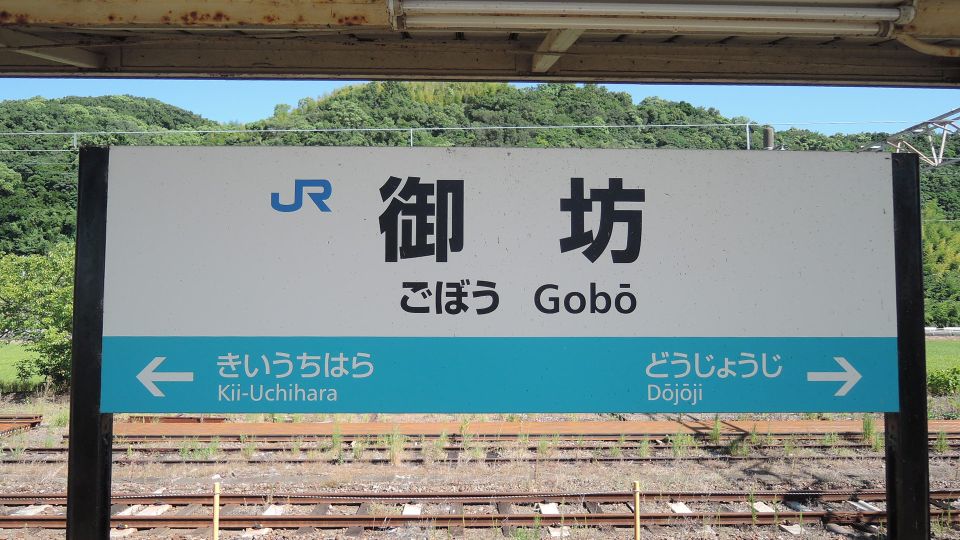 JR 御坊
ごぼう Gobō
← きいうちはら どうじょうじ →
Kii-Uchihara Dōjōji